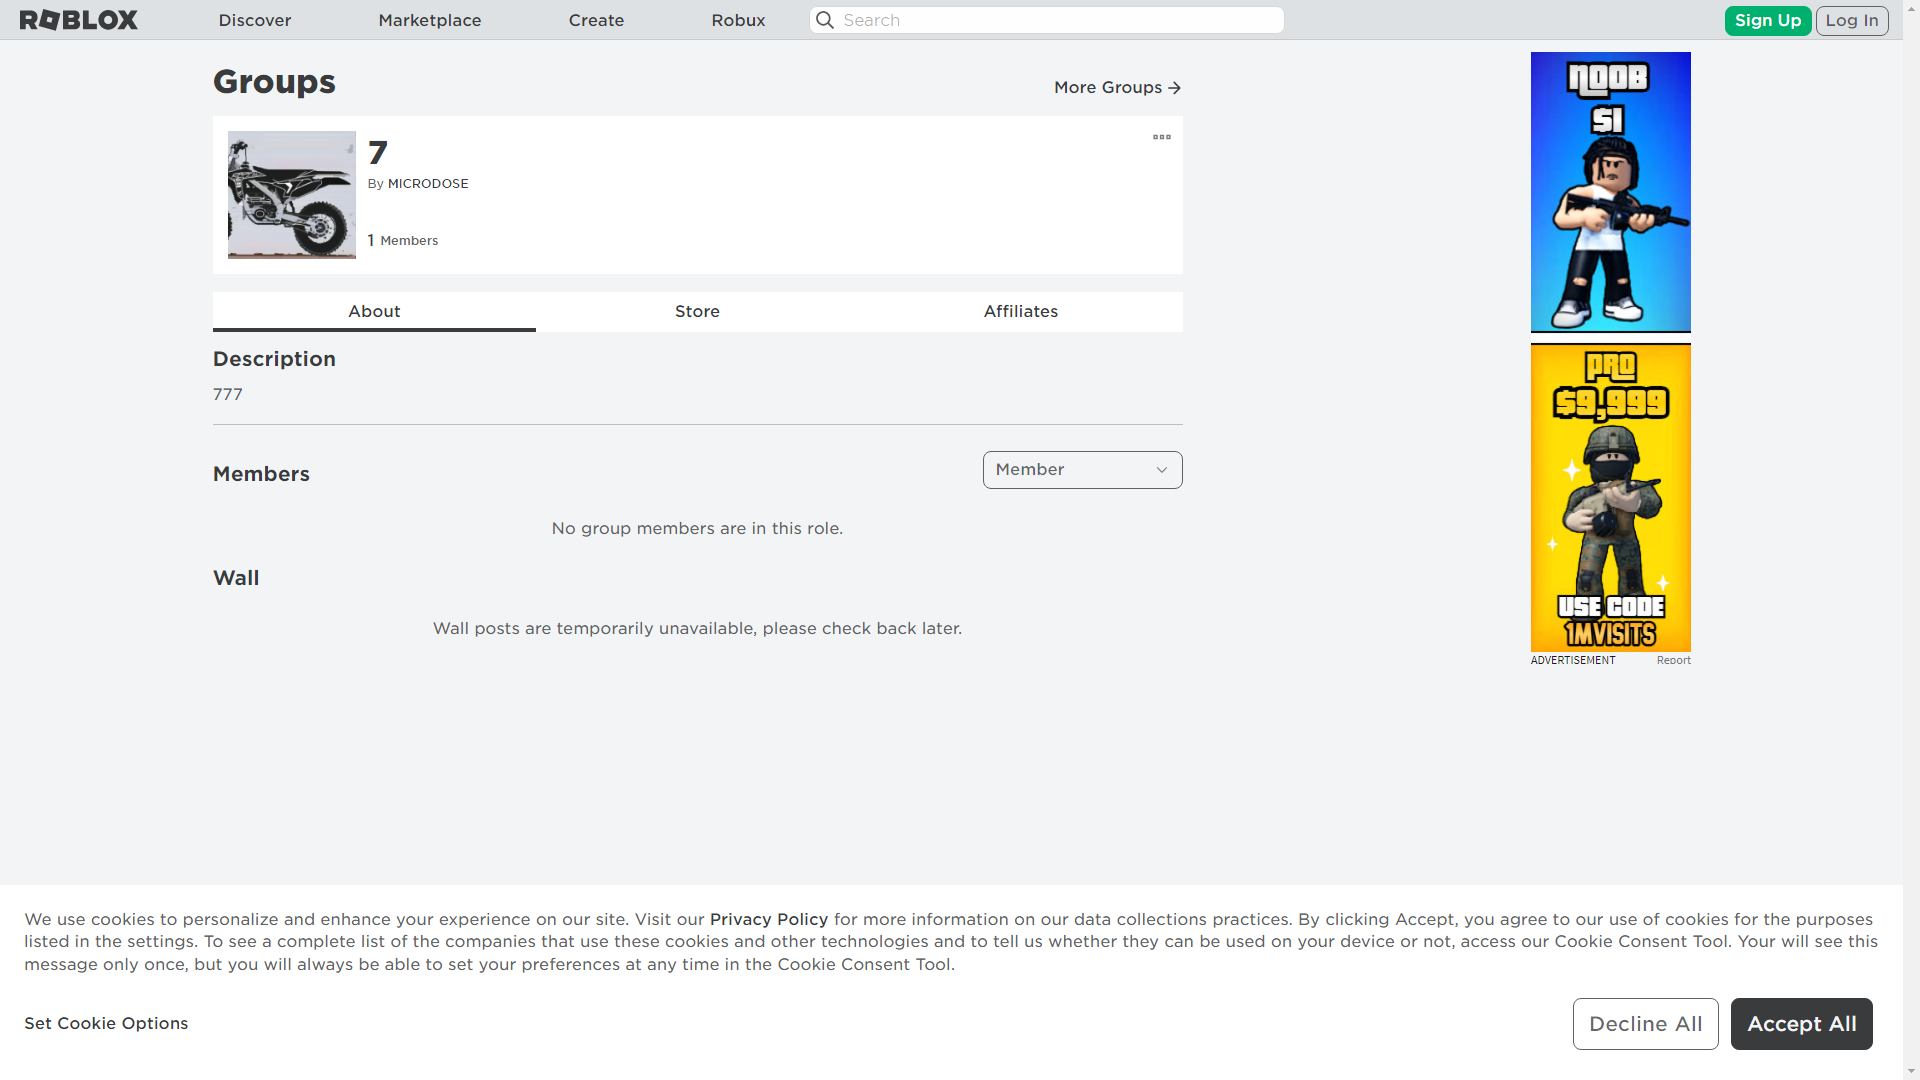 ROBLOX
Discover
Marketplace
Create
Robux
Search
Sign Up
Log In
Groups
More Groups
7
By MICRODOSE
1 Members
About
Store
Affiliates
Description
777
Members
Member
No group members are in this role.
Wall
Wall posts are temporarily unavailable, please check back later.
NOOB
$1
PRO
$9,999
USE CODE
1MVISITS
ADVERTISEMENT
Report
We use cookies to personalize and enhance your experience on our site. Visit our Privacy Policy for more information on our data collections practices. By clicking Accept, you agree to our use of cookies for the purposes
listed in the settings. To see a complete list of the companies that use these cookies and other technologies and to tell us whether they can be used on your device or not, access our Cookie Consent Tool. Your will see this
message only once, but you will always be able to set your preferences at any time in the Cookie Consent Tool.
Set Cookie Options
Decline All
Accept All